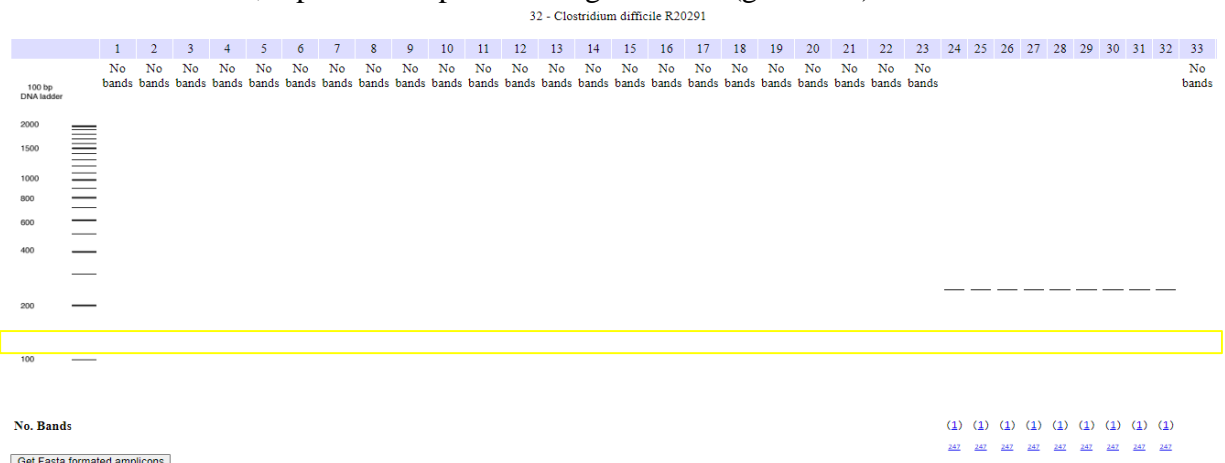 32 - Clostridium difficile R20291
1 2 3 4 5 6 7 8 9 10 11 12 13 14 15 16 17 18 19 20 21 22 23 24 25 26 27 28 29 30 31 32 33
No No No No No No No No No No No No No No No No No No No No No No No No
bands bands bands bands bands bands bands bands bands bands bands bands bands bands bands bands bands bands bands bands bands bands bands bands
100 bp
DNA ladder
2000
1500
1000
800
600
400
200
100
No. Bands (1) (1) (1) (1) (1) (1) (1) (1) (1)
247 247 247 247 247 247 247 247 247
Get Fasta formated amplicons